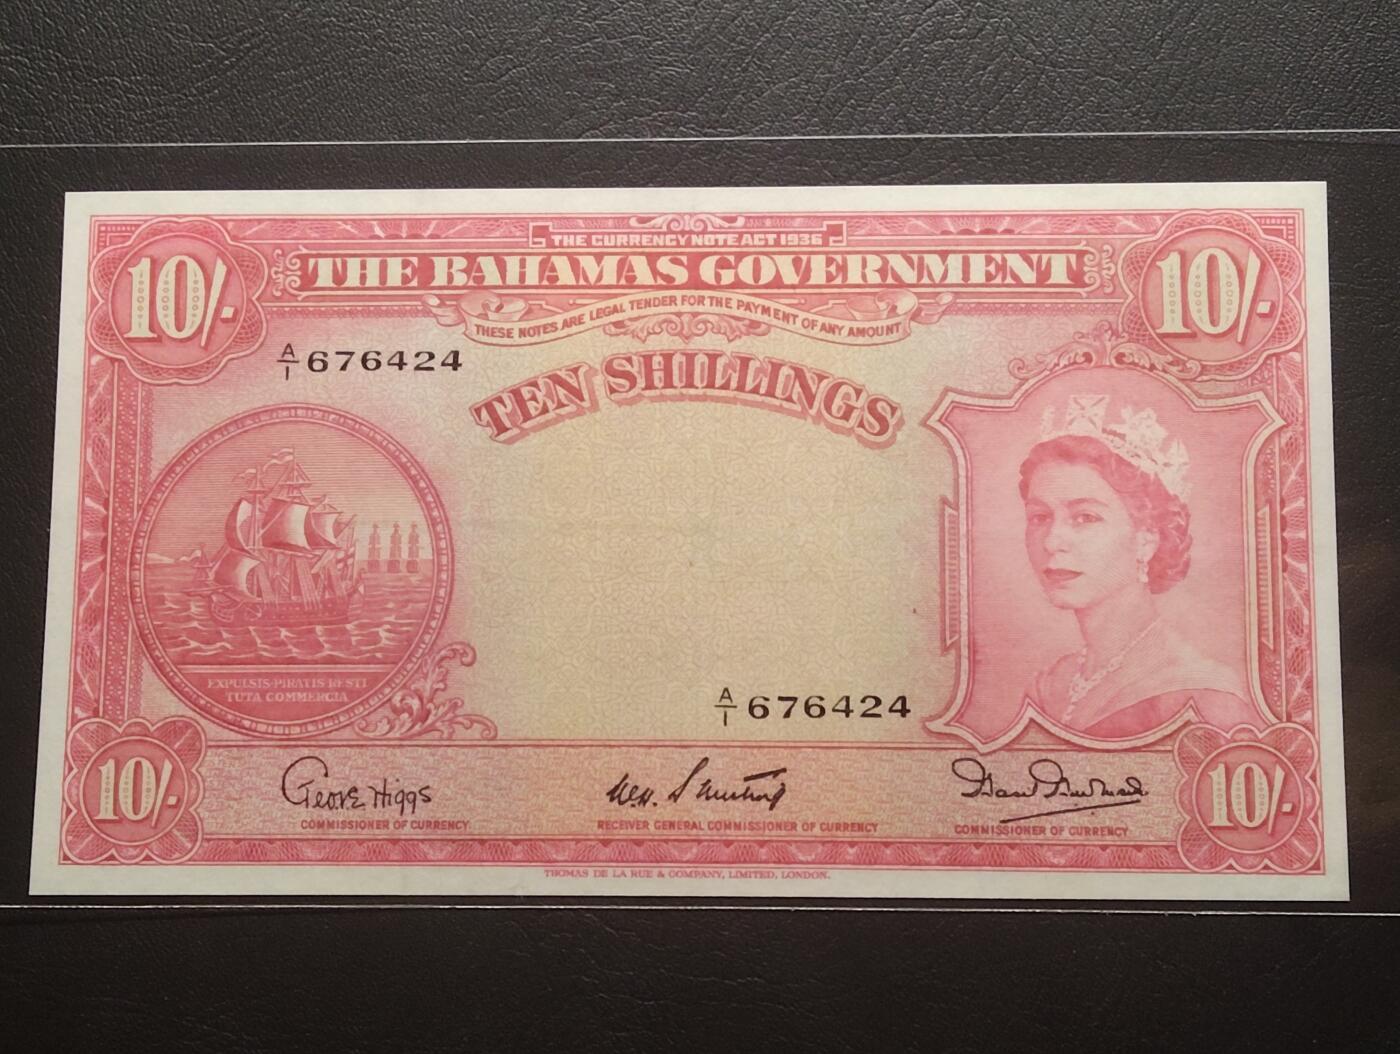 THE CURRENCY NOTE ACT 1936
10/- THE BAHAMAS GOVERNMENT 10/-
THESE NOTES ARE LEGAL TENDER FOR THE PAYMENT OF ANY AMOUNT
A/1 676424
TEN SHILLINGS
EXPULSIS PIRATIS RESTI
TUTA COMMERCIA
A/1 676424
10/- George Higgs 10/-
COMMISSIONER OF CURRENCY RECEIVER GENERAL COMMISSIONER OF CURRENCY COMMISSIONER OF CURRENCY
THOMAS DE LA RUE & COMPANY, LIMITED, LONDON.